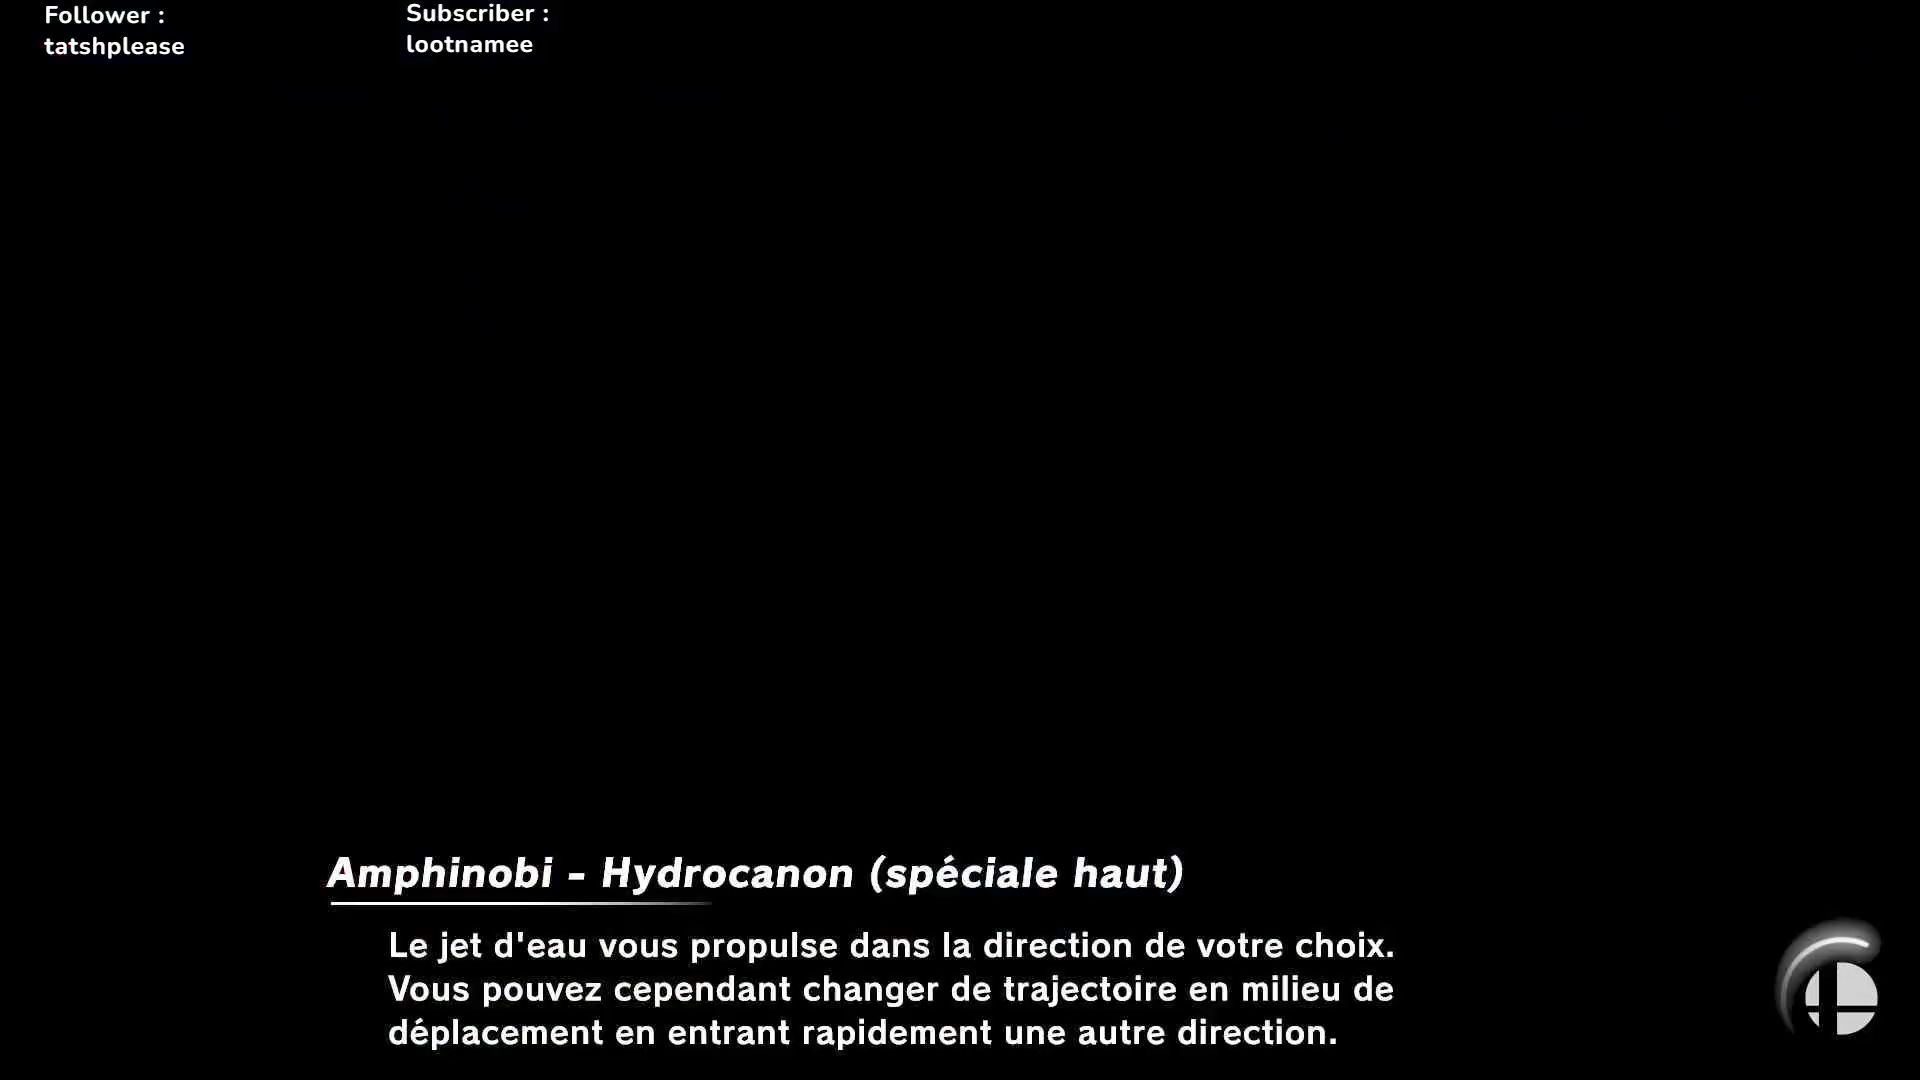 Follower :
tatshplease
Subscriber :
lootnamee
Amphinobi - Hydrocanon (spéciale haut)
Le jet d'eau vous propulse dans la direction de votre choix.
Vous pouvez cependant changer de trajectoire en milieu de
déplacement en entrant rapidement une autre direction.